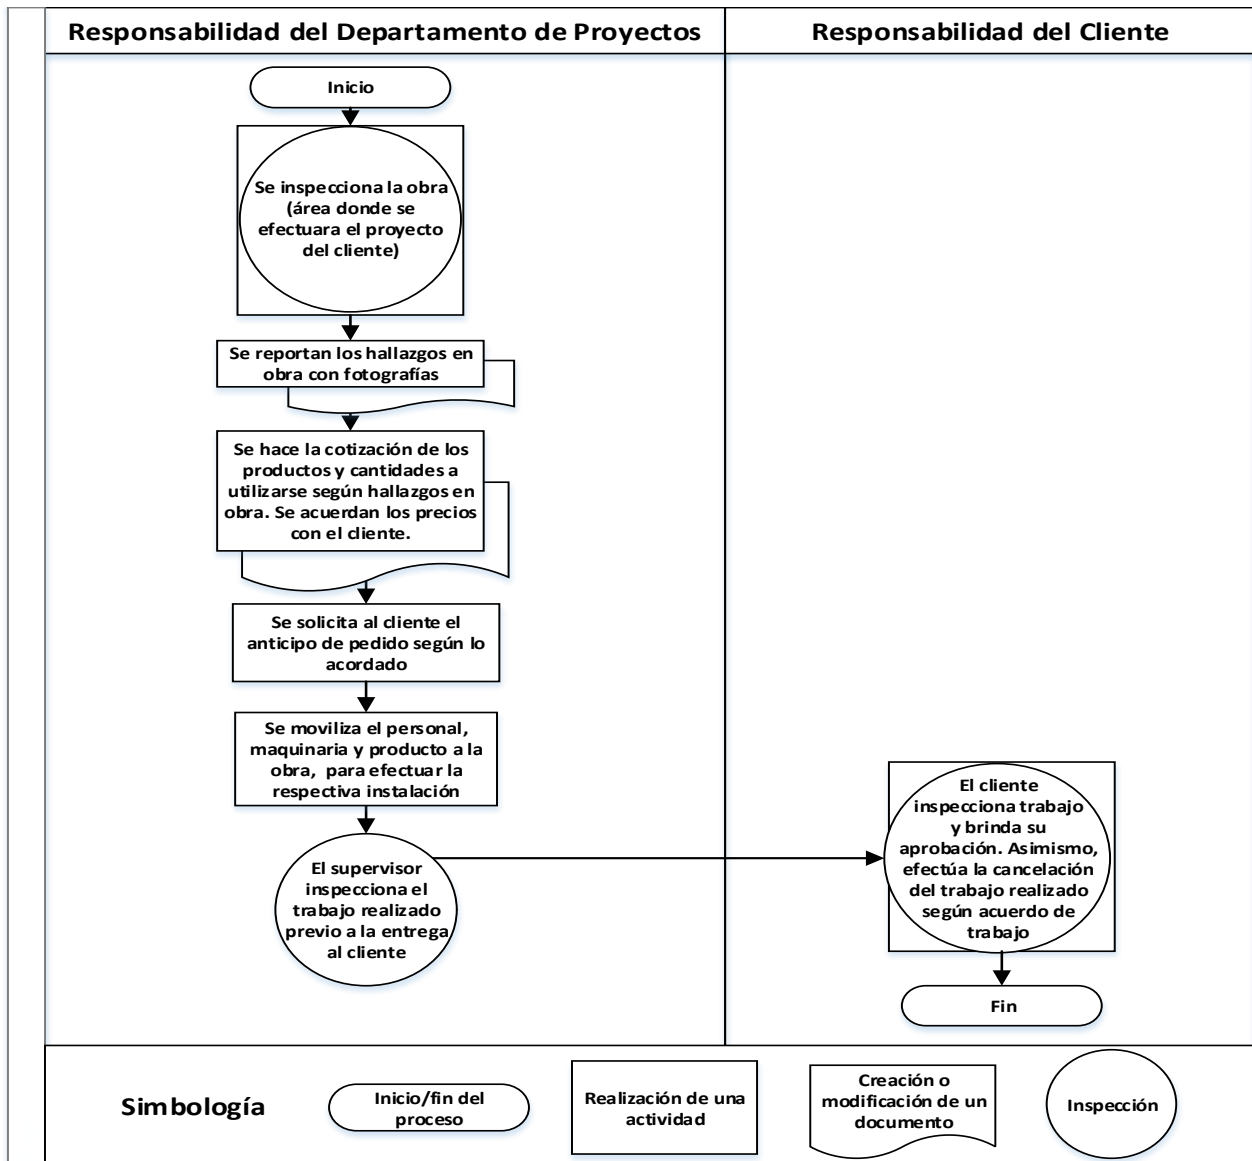 Responsabilidad del Departamento de Proyectos
Responsabilidad del Cliente
Inicio
Se inspecciona la obra
(área donde se
efectuara el proyecto
del cliente)
Se reportan los hallazgos en
obra con fotografías
Se hace la cotización de los
productos y cantidades a
utilizarse según hallazgos en
obra. Se acuerdan los precios
con el cliente.
Se solicita al cliente el
anticipo de pedido según lo
acordado
Se moviliza el personal,
maquinaria y producto a la
obra, para efectuar la
respectiva instalación
El supervisor
inspecciona el
trabajo realizado
previo a la entrega
al cliente
El cliente
inspecciona trabajo
y brinda su
aprobación. Asimismo,
efectúa la cancelación
del trabajo realizado
según acuerdo de
trabajo
Fin
Simbología
Inicio/fin del
proceso
Realización de una
actividad
Creación o
modificación de un
documento
Inspección